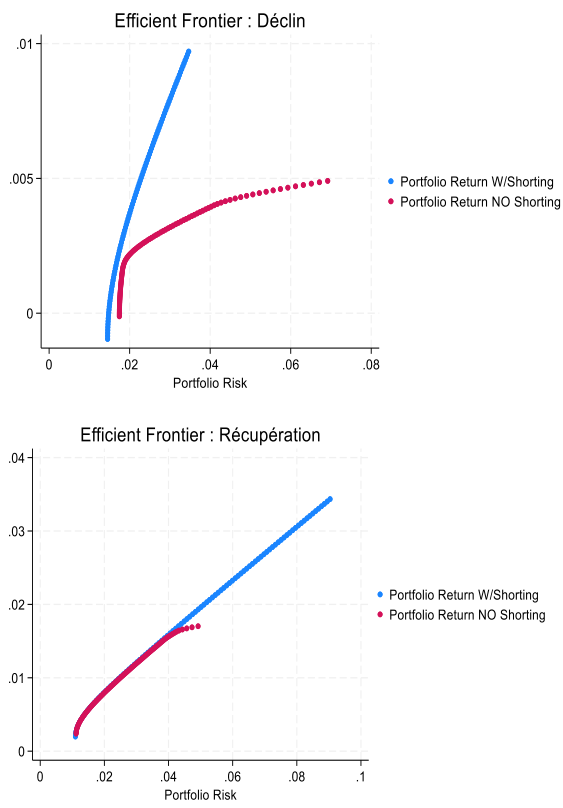 Efficient Frontier : Déclin
.01
.005
0
0
.02
.04
.06
.08
Portfolio Risk
Portfolio Return W/Shorting
Portfolio Return NO Shorting
Efficient Frontier : Récupération
.04
.03
.02
.01
0
0
.02
.04
.06
.08
.1
Portfolio Risk
Portfolio Return W/Shorting
Portfolio Return NO Shorting